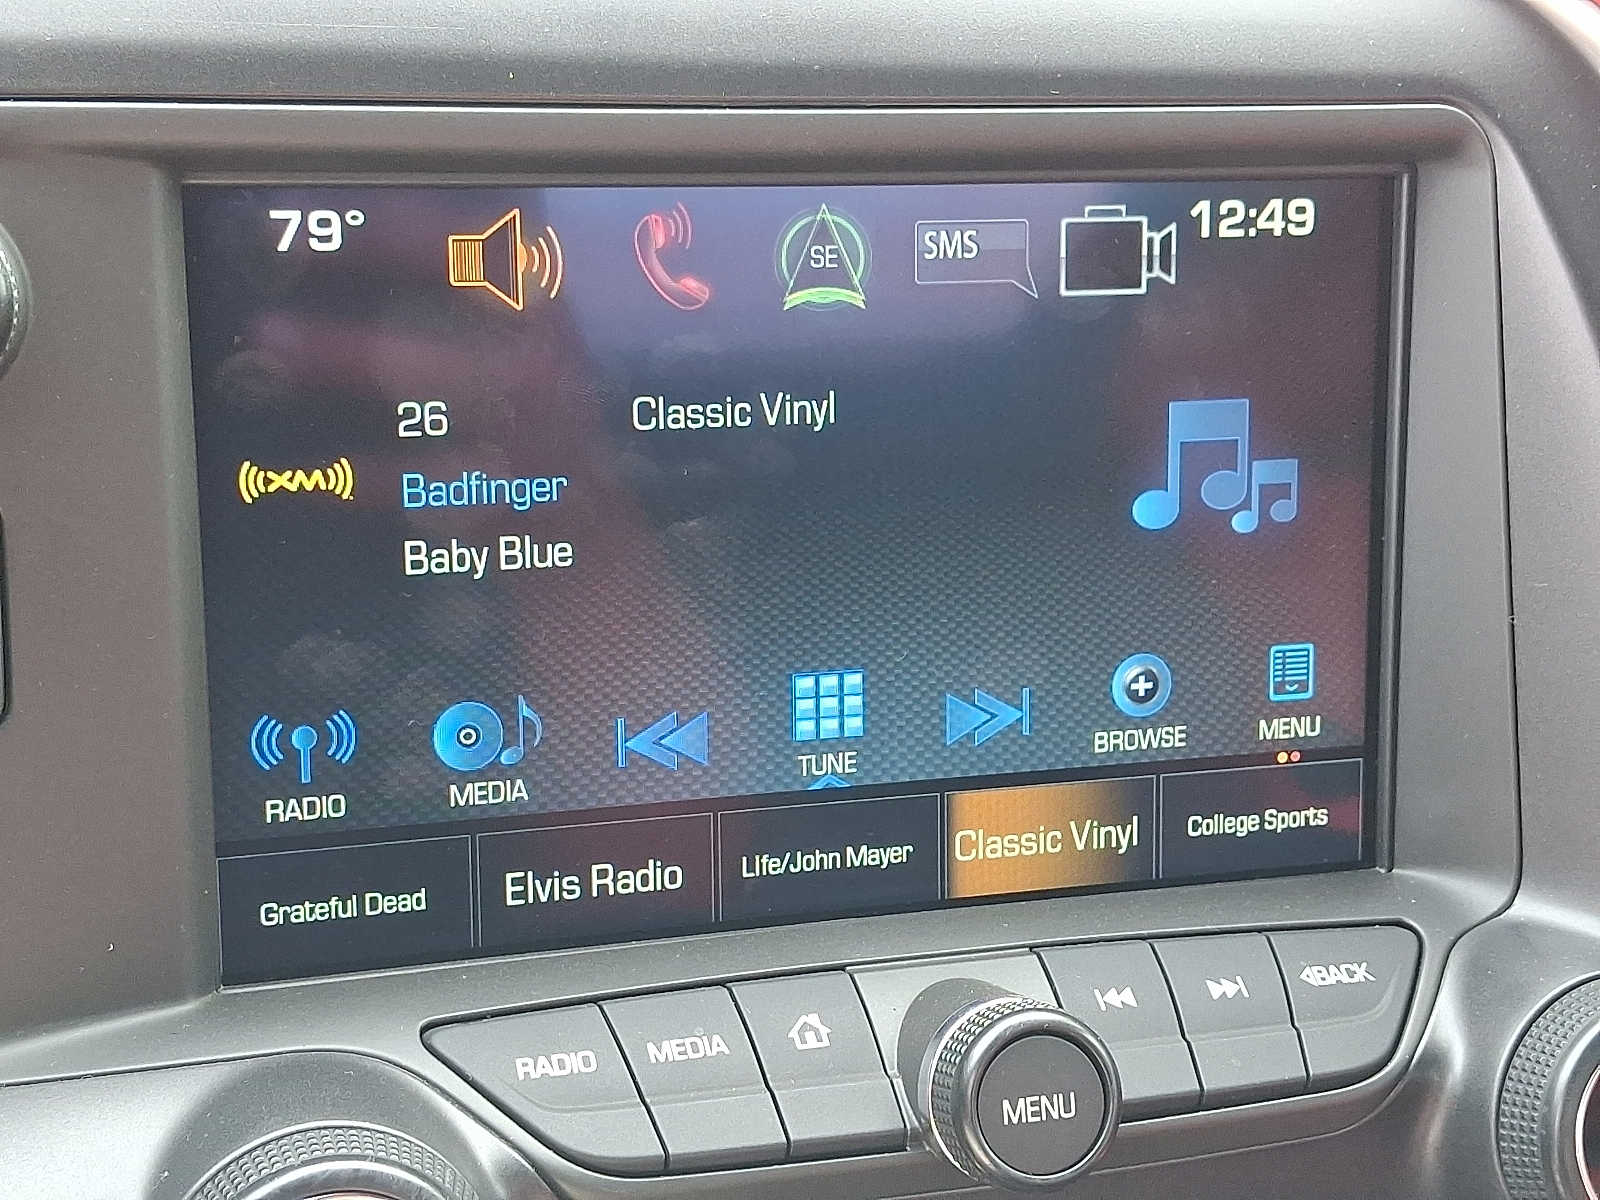 79°
SE
SMS
12:49
26
Classic Vinyl
((XM))
Badfinger
Baby Blue
RADIO
MEDIA
TUNE
BROWSE
MENU
Grateful Dead
Elvis Radio
Life/John Mayer
Classic Vinyl
College Sports
RADIO
MEDIA
MENU
BACK